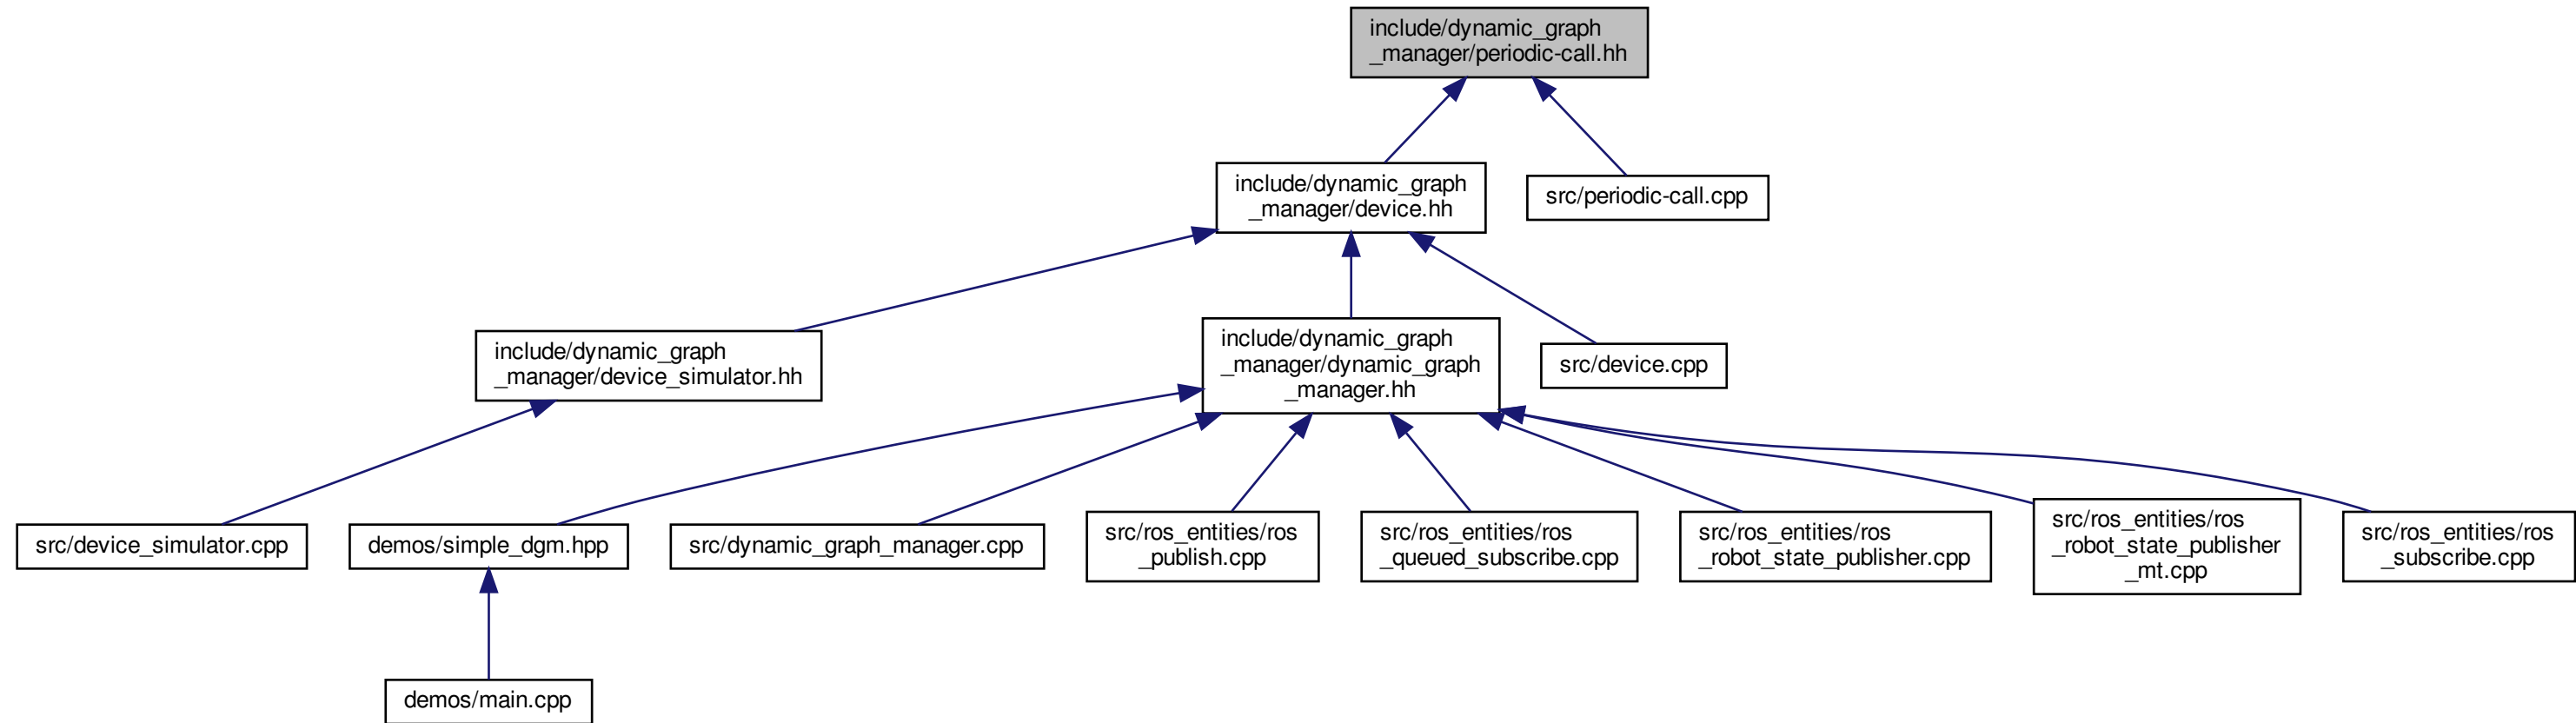 include/dynamic_graph
_manager/periodic-call.hh
include/dynamic_graph
_manager/device.hh
src/periodic-call.cpp
include/dynamic_graph
_manager/device_simulator.hh
include/dynamic_graph
_manager/dynamic_graph
_manager.hh
src/device.cpp
src/device_simulator.cpp
demos/simple_dgm.hpp
src/dynamic_graph_manager.cpp
src/ros_entities/ros
_publish.cpp
src/ros_entities/ros
_queued_subscribe.cpp
src/ros_entities/ros
_robot_state_publisher.cpp
src/ros_entities/ros
_robot_state_publisher
_mt.cpp
src/ros_entities/ros
_subscribe.cpp
demos/main.cpp